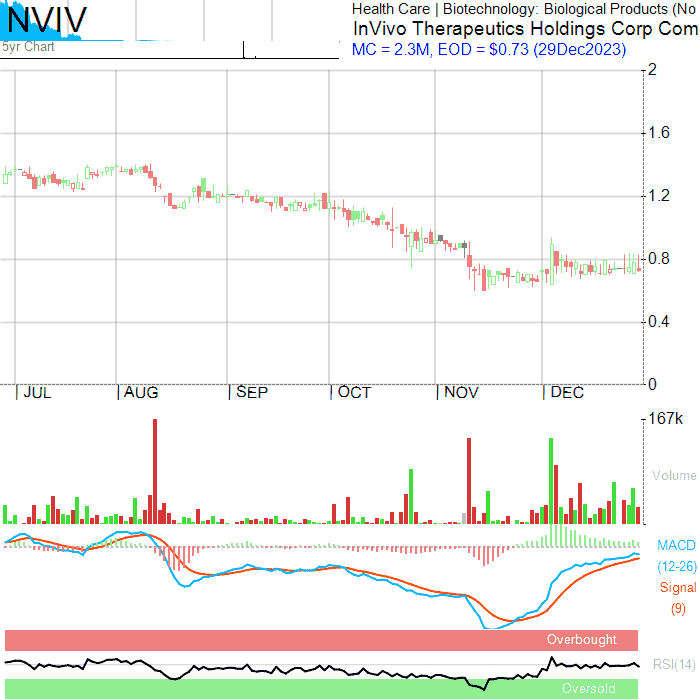 NVIV
5yr Chart
Health Care | Biotechnology: Biological Products (No
InVivo Therapeutics Holdings Corp Com
MC = 2.3M, EOD = $0.73 (29Dec2023)
2
1.6
1.2
0.8
0.4
0
JUL AUG SEP OCT NOV DEC
167k
Volume
MACD
(12-26)
Signal
(9)
Overbought
RSI(14)
Oversold